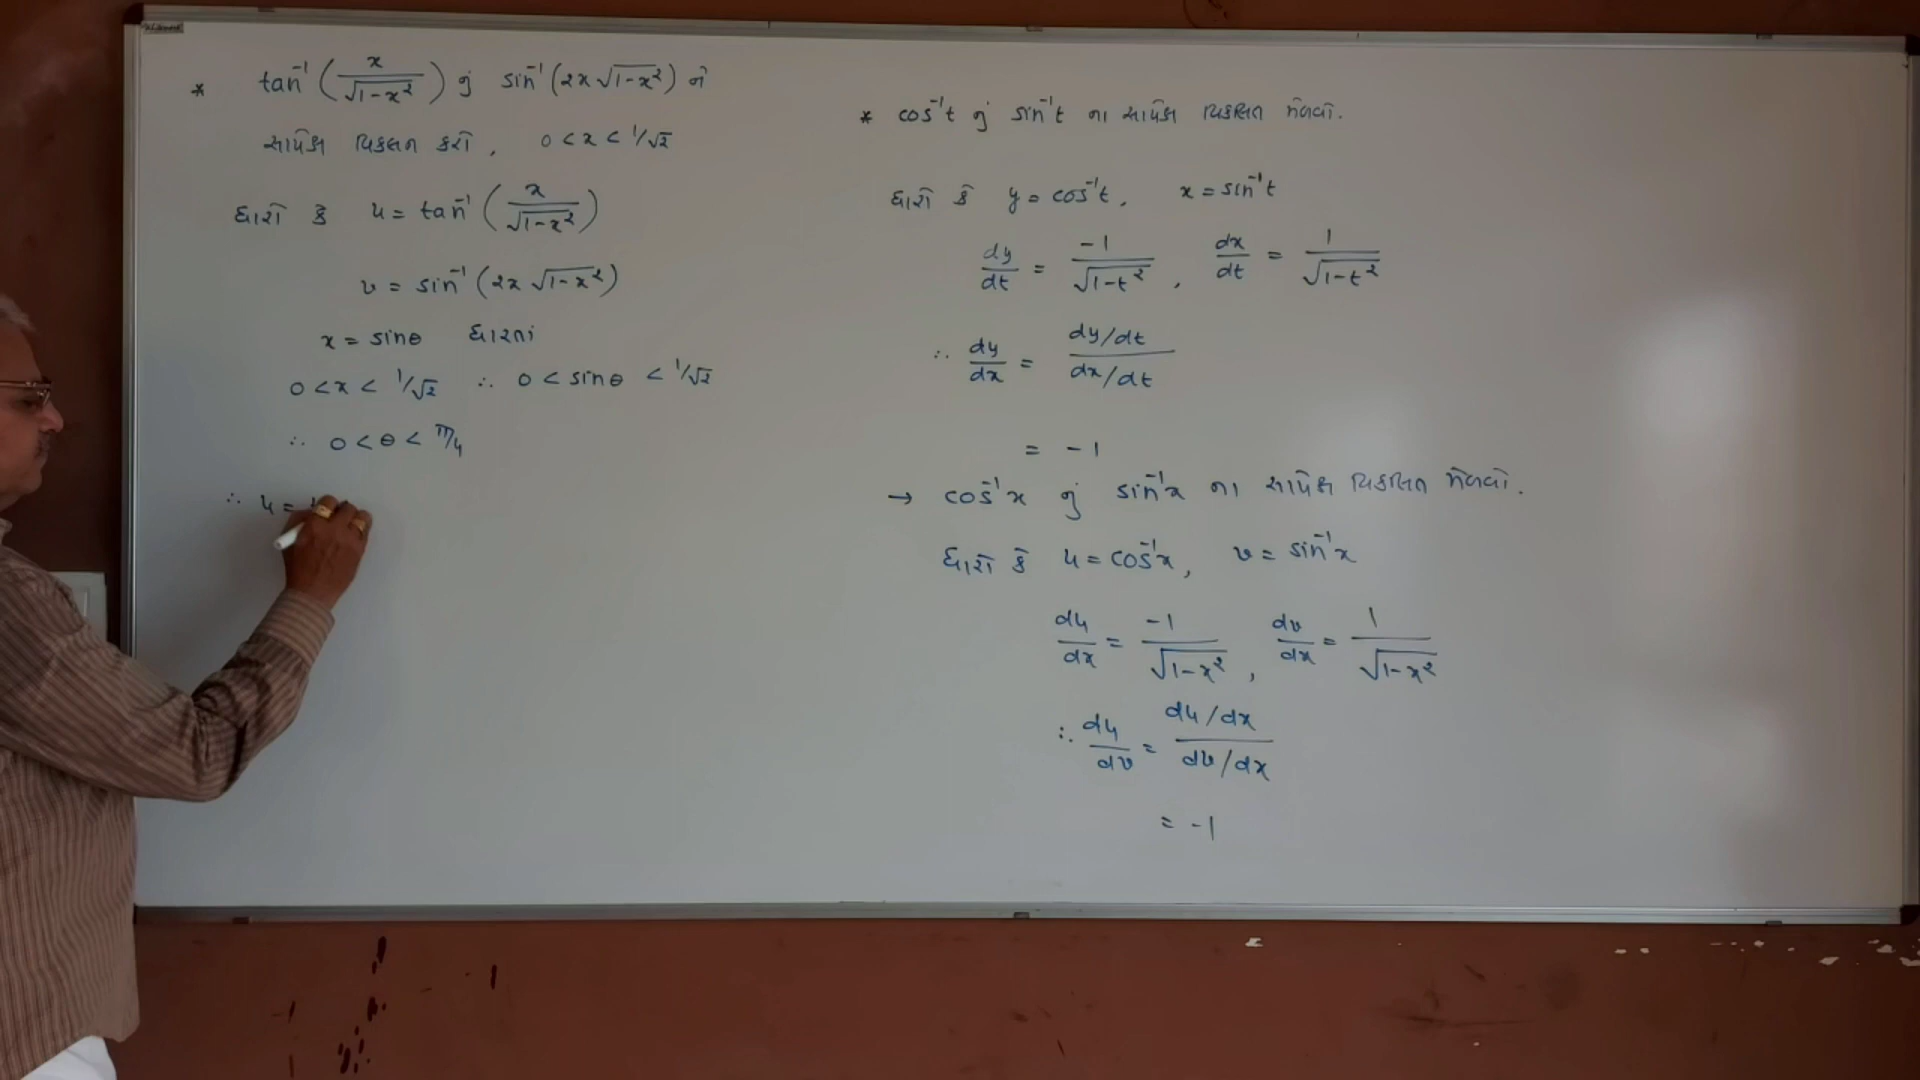 * tan⁻¹ (x/√(1-x²)) નું sin⁻¹ (2x √(1-x²)) ને
સાપેક્ષ વિકલન કરો, 0 < x < 1/√2
ધારો કે u = tan⁻¹ (x/√(1-x²))
v = sin⁻¹ (2x √(1-x²))
x = sinθ ધારતાં
0 < x < 1/√2 ∴ 0 < sinθ < 1/√2
∴ 0 < θ < π/4
∴ u =
* cos⁻¹t નું sin⁻¹t ના સાપેક્ષ વિકલિત મેળવો.
ધારો કે y = cos⁻¹t, x = sin⁻¹t
dy/dt = -1/√(1-t²), dx/dt = 1/√(1-t²)
∴ dy/dx = (dy/dt)/(dx/dt)
= -1
→ cos⁻¹x નું sin⁻¹x ના સાપેક્ષ વિકલિત મેળવો.
ધારો કે u = cos⁻¹x, v = sin⁻¹x
du/dx = -1/√(1-x²), dv/dx = 1/√(1-x²)
∴ du/dv = (du/dx)/(dv/dx)
= -1